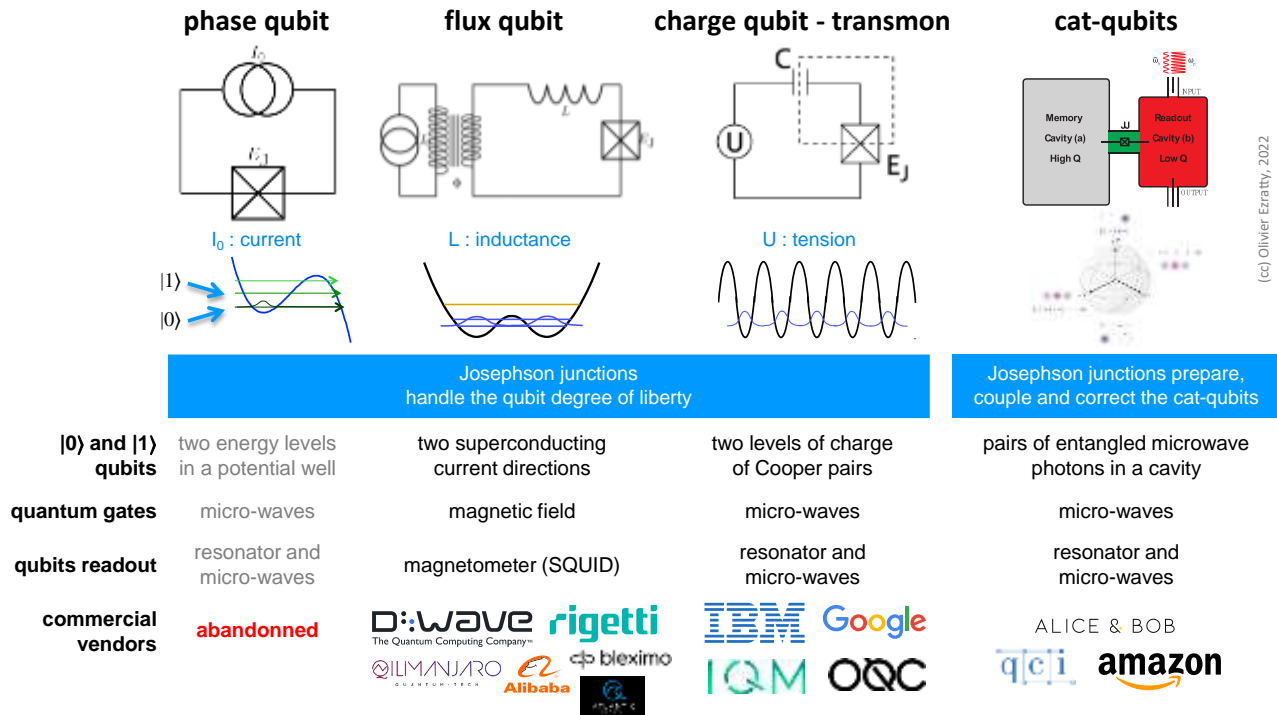 phase qubit
flux qubit
charge qubit - transmon
cat-qubits
I0
EJ
I0 : current
L
EJ
L : inductance
C
U
EJ
U : tension
INPUT
Memory
Cavity (a)
High Q
JJ
Readout
Cavity (b)
Low Q
OUTPUT
(cc) Olivier Ezratty, 2022
|1⟩
|0⟩
Josephson junctions
handle the qubit degree of liberty
Josephson junctions prepare,
couple and correct the cat-qubits
|0⟩ and |1⟩
qubits
two energy levels
in a potential well
two superconducting
current directions
two levels of charge
of Cooper pairs
pairs of entangled microwave
photons in a cavity
quantum gates
micro-waves
magnetic field
micro-waves
micro-waves
qubits readout
resonator and
micro-waves
magnetometer (SQUID)
resonator and
micro-waves
resonator and
micro-waves
commercial
vendors
abandonned
D:wave
The Quantum Computing Company™
rigetti
QILIMANJARO
QUANTUM·TECH
Alibaba
bleximo
IBM
Google
IQM
OQC
ALICE & BOB
qci
amazon